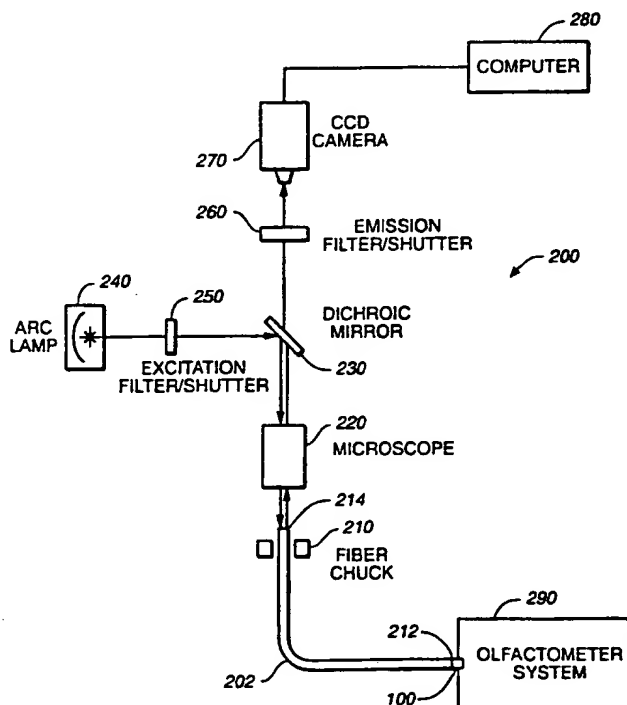 280
COMPUTER
CCD
CAMERA
270
260
EMISSION
FILTER/SHUTTER
200
240
250
ARC
LAMP
DICHROIC
MIRROR
EXCITATION
FILTER/SHUTTER
230
220
MICROSCOPE
214
210
FIBER
CHUCK
290
212
OLFACTOMETER
SYSTEM
202
100